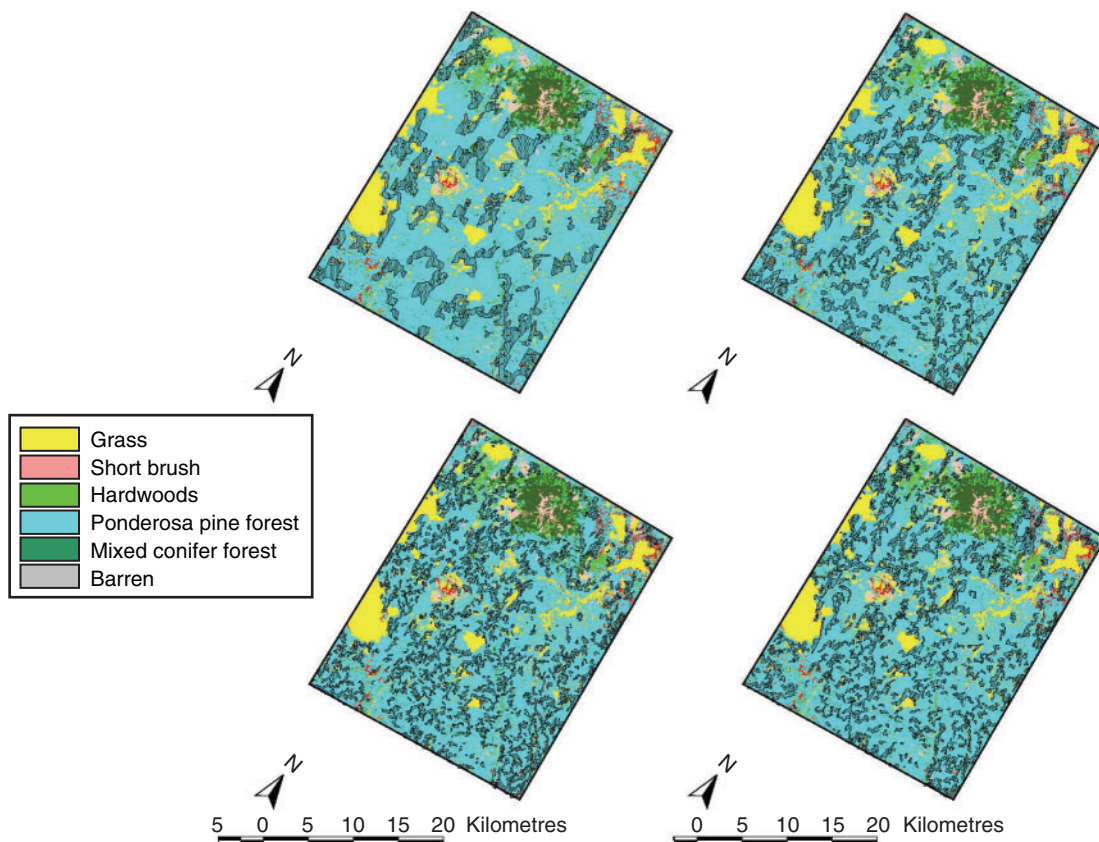 N
N
Grass
Short brush
Hardwoods
Ponderosa pine forest
Mixed conifer forest
Barren
N
N
5 0 5 10 15 20 Kilometres
0 5 10 15 20 Kilometres